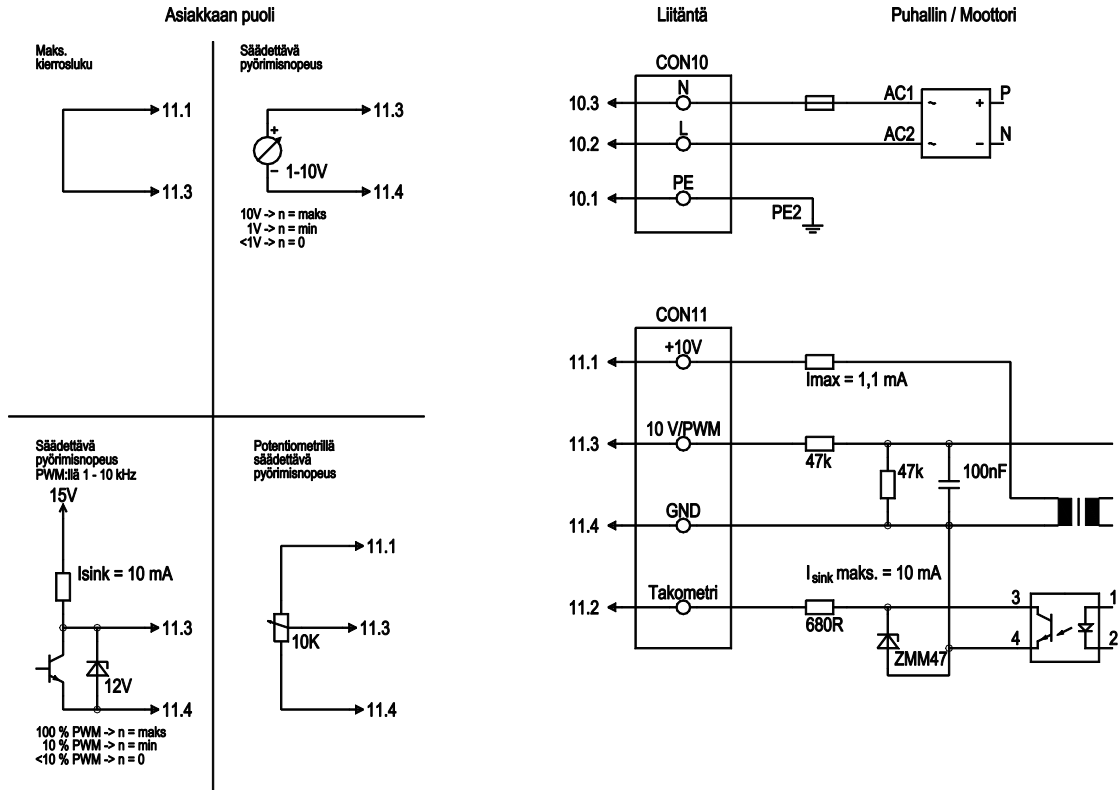 Asiakkaan puoli
Liitäntä
Puhallin / Moottori
Maks.
kierrosluku
11.1
11.3
Säädettävä
pyörimisnopeus
11.3
+
1-10V
−
11.4
10V -> n = maks
1V -> n = min
<1V -> n = 0
Säädettävä
pyörimisnopeus
PWM:llä 1 - 10 kHz
15V
Isink = 10 mA
11.3
12V
11.4
100 % PWM -> n = maks
10 % PWM -> n = min
<10 % PWM -> n = 0
Potentiometrillä
säädettävä
pyörimisnopeus
11.1
11.3
10K
11.4
CON10
10.3
N
AC1
~
+
P
10.2
L
AC2
~
−
N
10.1
PE
PE2
CON11
11.1
+10V
Imax = 1,1 mA
11.3
10 V/PWM
47k
47k
100nF
11.4
GND
Isink maks. = 10 mA
11.2
Takometri
680R
ZMM47
3
1
4
2